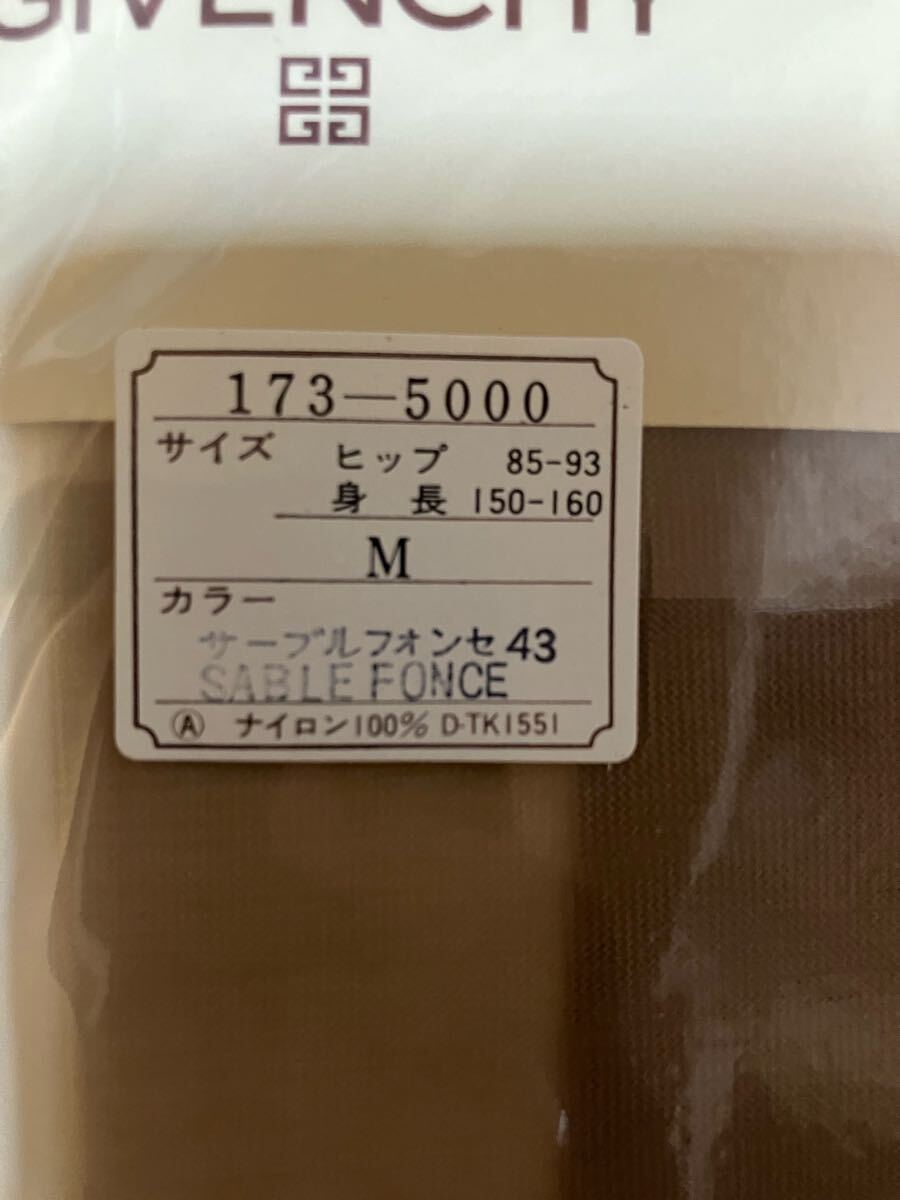 GIVENCHY
173—5000
サイズ ヒップ 85-93
身長 150-160
M
カラー
サーブルフォンセ 43
SABLE FONCE
Ⓐ ナイロン100% D-TK1551